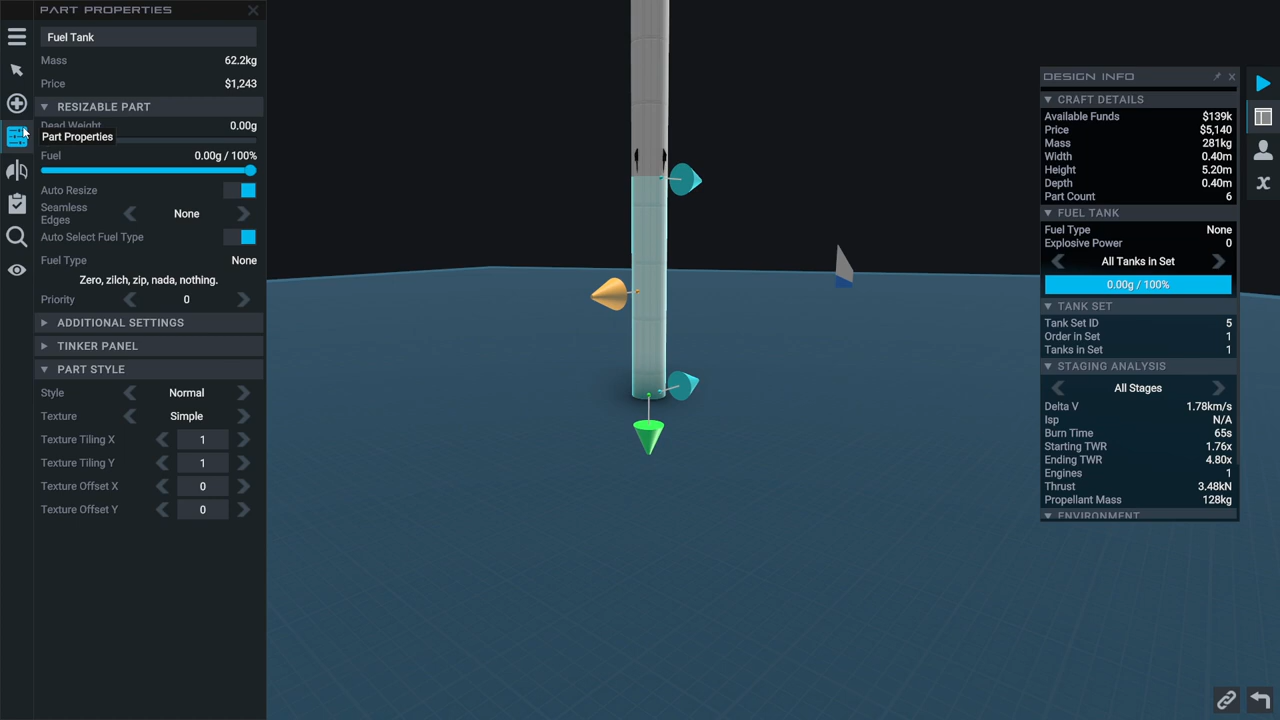 PART PROPERTIES
Fuel Tank
Mass 62.2kg
Price $1,243
RESIZABLE PART
Dead Weight 0.00g
Part Properties
Fuel 0.00g / 100%
Auto Resize
Seamless Edges None
Auto Select Fuel Type
Fuel Type None
Zero, zilch, zip, nada, nothing.
Priority 0
ADDITIONAL SETTINGS
TINKER PANEL
PART STYLE
Style Normal
Texture Simple
Texture Tiling X 1
Texture Tiling Y 1
Texture Offset X 0
Texture Offset Y 0
DESIGN INFO
CRAFT DETAILS
Available Funds $139k
Price $5,140
Mass 281kg
Width 0.40m
Height 5.20m
Depth 0.40m
Part Count 6
FUEL TANK
Fuel Type None
Explosive Power 0
All Tanks in Set
0.00g / 100%
TANK SET
Tank Set ID 5
Order in Set 1
Tanks in Set 1
STAGING ANALYSIS
All Stages
Delta V 1.78km/s
Isp N/A
Burn Time 65s
Starting TWR 1.76x
Ending TWR 4.80x
Engines 1
Thrust 3.48kN
Propellant Mass 128kg
ENVIRONMENT